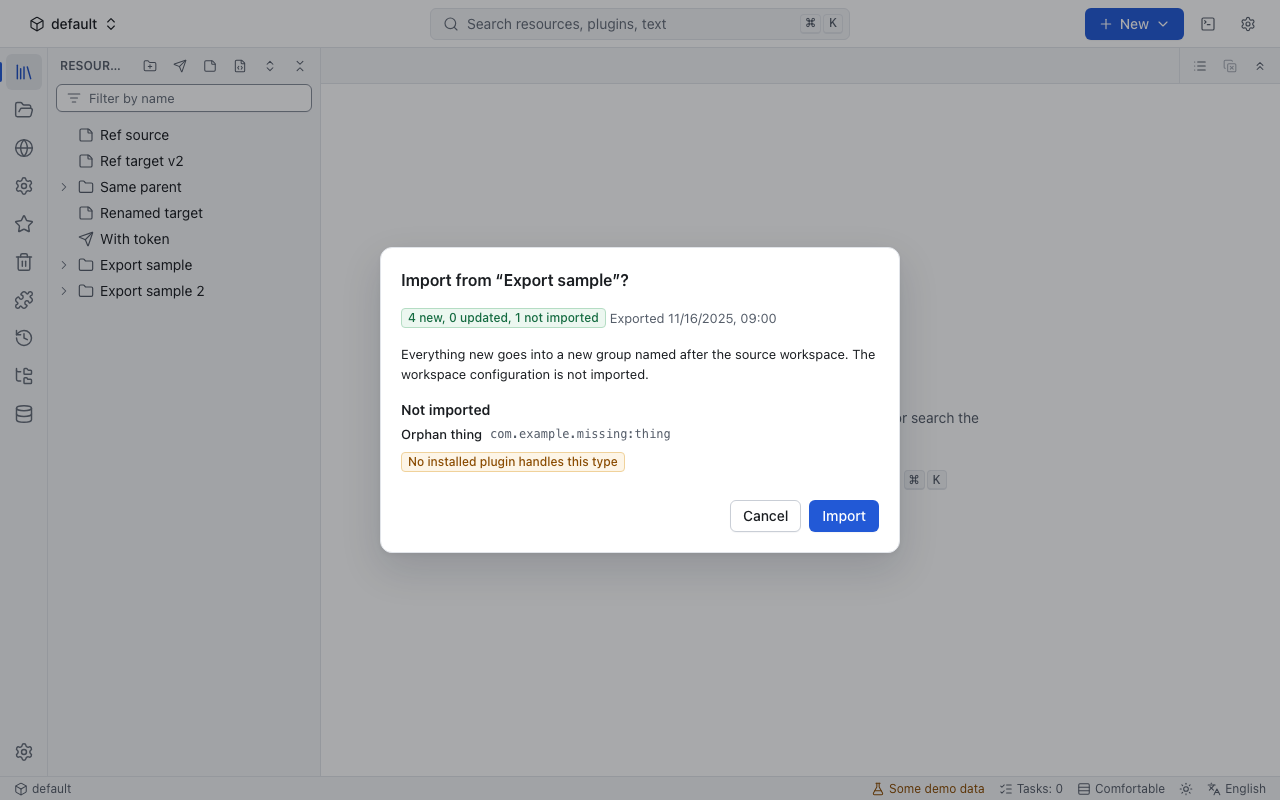 default
Search resources, plugins, text
⌘ K
New
RESOUR...
Filter by name
Ref source
Ref target v2
Same parent
Renamed target
With token
Export sample
Export sample 2
Import from “Export sample”?
4 new, 0 updated, 1 not imported
Exported 11/16/2025, 09:00
Everything new goes into a new group named after the source workspace. The
workspace configuration is not imported.
Not imported
Orphan thing com.example.missing:thing
No installed plugin handles this type
Cancel
Import
or search the
⌘ K
default
Some demo data
Tasks: 0
Comfortable
English